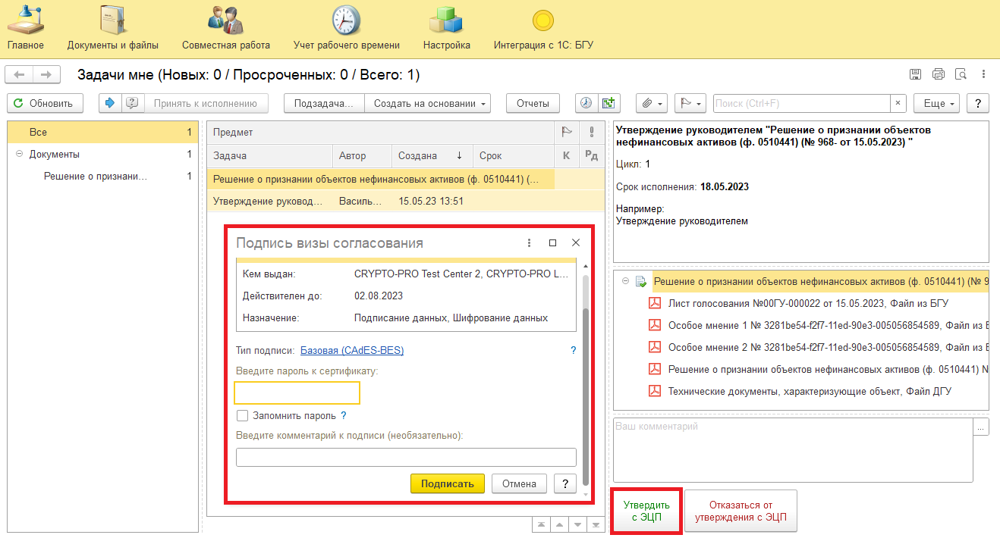 Главное
Документы и файлы
Совместная работа
Учет рабочего времени
Настройка
Интеграция с 1С: БГУ
Задачи мне (Новых: 0 / Просроченных: 0 / Всего: 1)
Обновить
Принять к исполнению
Подзадача...
Создать на основании
Отчеты
Поиск (Ctrl+F)
×
Еще
?
Все 1
Документы 1
Решение о признани... 1
Предмет
Задача Автор Создана ↓ Срок К Рд
Решение о признании объектов нефинансовых активов (ф. 0510441) (...
Утверждение руковод... Василь... 15.05.23 13:51
Подпись визы согласования
Кем выдан: CRYPTO-PRO Test Center 2, CRYPTO-PRO L...
Действителен до: 02.08.2023
Назначение: Подписание данных, Шифрование данных
Тип подписи: Базовая (CAdES-BES) ?
Введите пароль к сертификату:
Запомнить пароль ?
Введите комментарий к подписи (необязательно):
Подписать
Отмена
?
Утверждение руководителем "Решение о признании объектов
нефинансовых активов (ф. 0510441) (№ 968- от 15.05.2023) "
Цикл: 1
Срок исполнения: 18.05.2023
Например:
Утверждение руководителем
Решение о признании объектов нефинансовых активов (ф. 0510441) (№ 9
Лист голосования №00ГУ-000022 от 15.05.2023, Файл из БГУ
Особое мнение 1 № 3281be54-f2f7-11ed-90e3-005056854589, Файл из Б
Особое мнение 2 № 3281be54-f2f7-11ed-90e3-005056854589, Файл из Б
Решение о признании объектов нефинансовых активов (ф. 0510441) №
Технические документы, характеризующие объект, Файл ДГУ
Ваш комментарий
...
Утвердить
с ЭЦП
Отказаться от
утверждения с ЭЦП